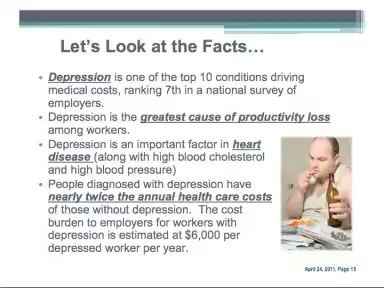 Let's Look at the Facts…
• Depression is one of the top 10 conditions driving
medical costs, ranking 7th in a national survey of
employers.
• Depression is the greatest cause of productivity loss
among workers.
• Depression is an important factor in heart
disease (along with high blood cholesterol
and high blood pressure)
• People diagnosed with depression have
nearly twice the annual health care costs
of those without depression. The cost
burden to employers for workers with
depression is estimated at $6,000 per
depressed worker per year.
April 24, 2011, Page 15